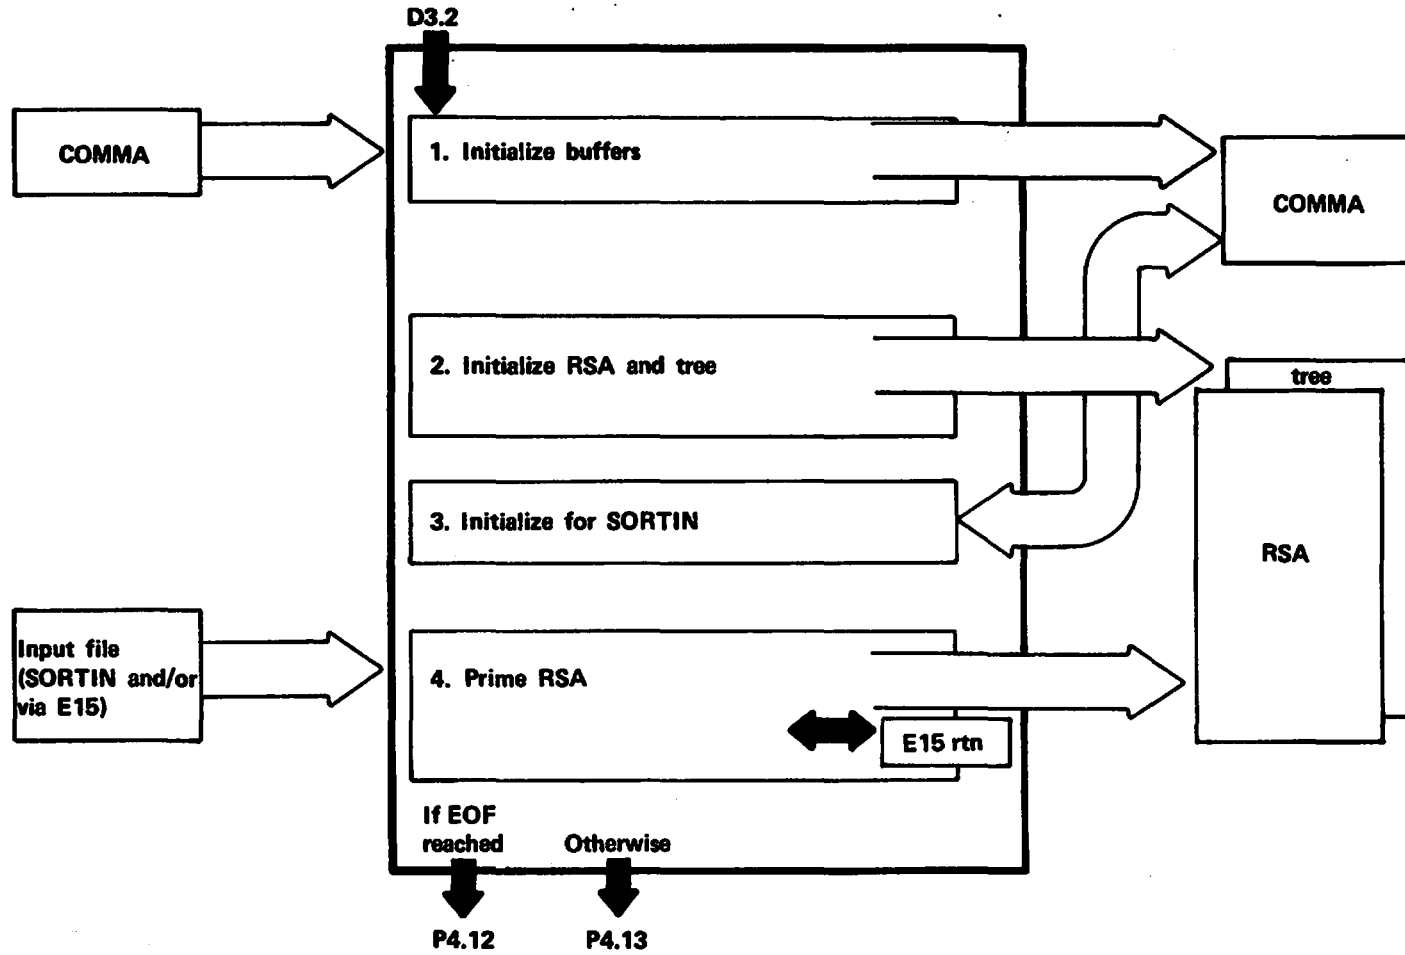 D3.2
COMMA
1. Initialize buffers
COMMA
2. Initialize RSA and tree
tree
3. Initialize for SORTIN
RSA
Input file
(SORTIN and/or
via E15)
4. Prime RSA
E15 rtn
If EOF
reached
Otherwise
P4.12
P4.13